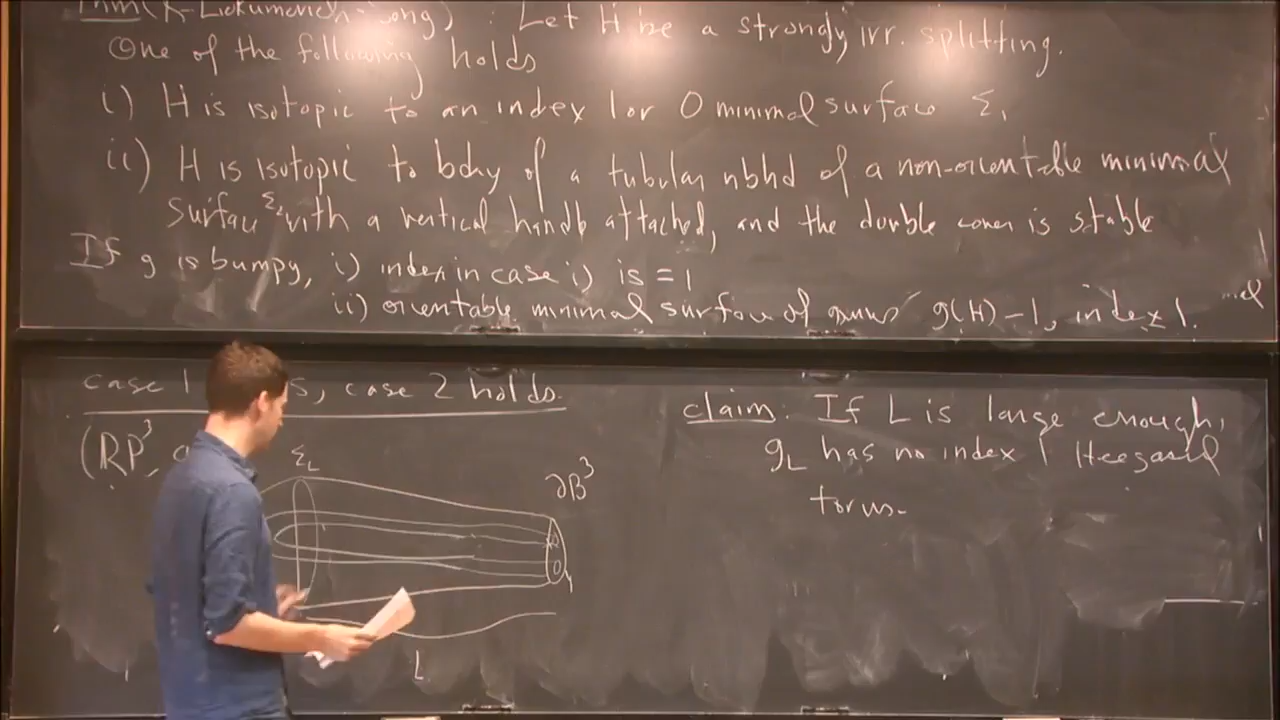 Thm (K-Liokumovich-Song) : Let H be a strongly irr. splitting.
One of the following holds
i) H is isotopic to an index 1 or 0 minimal surface Σ₁
ii) H is isotopic to bdry of a tubular nbhd of a non-orientable minimal
surface Σ₂ with a vertical handle attached, and the double cover is stable
If g is bumpy, i) index in case i) is = 1
ii) orientable minimal surface of genus g(H)-1, index 1.
case 1 , case 2 holds.
(RP³,
Σ_L
∂B³
L
claim: If L is large enough,
g_L has no index 1 Heegaard
torus.